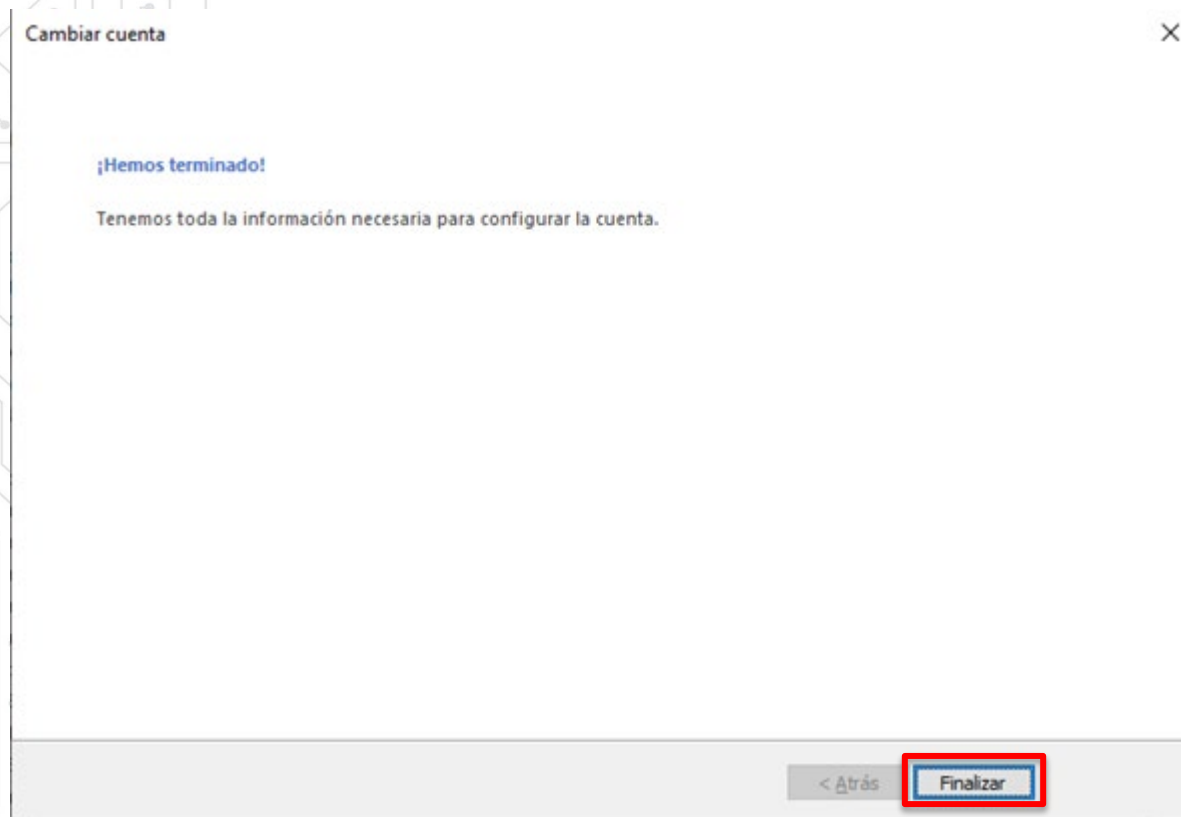 Cambiar cuenta
¡Hemos terminado!
Tenemos toda la información necesaria para configurar la cuenta.
< Atrás
Finalizar